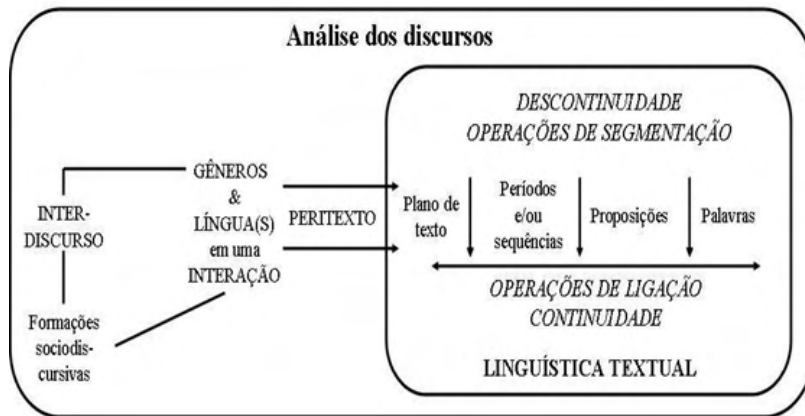 Análise dos discursos
DESCONTINUIDADE
OPERAÇÕES DE SEGMENTAÇÃO
INTER-
DISCURSO
Formações
sociodis-
cursivas
GÊNEROS
&
LÍNGUA(S)
em uma
INTERAÇÃO
PERITEXTO
Plano de
texto
Períodos
e/ou
sequências
Proposições
Palavras
OPERAÇÕES DE LIGAÇÃO
CONTINUIDADE
LINGUÍSTICA TEXTUAL